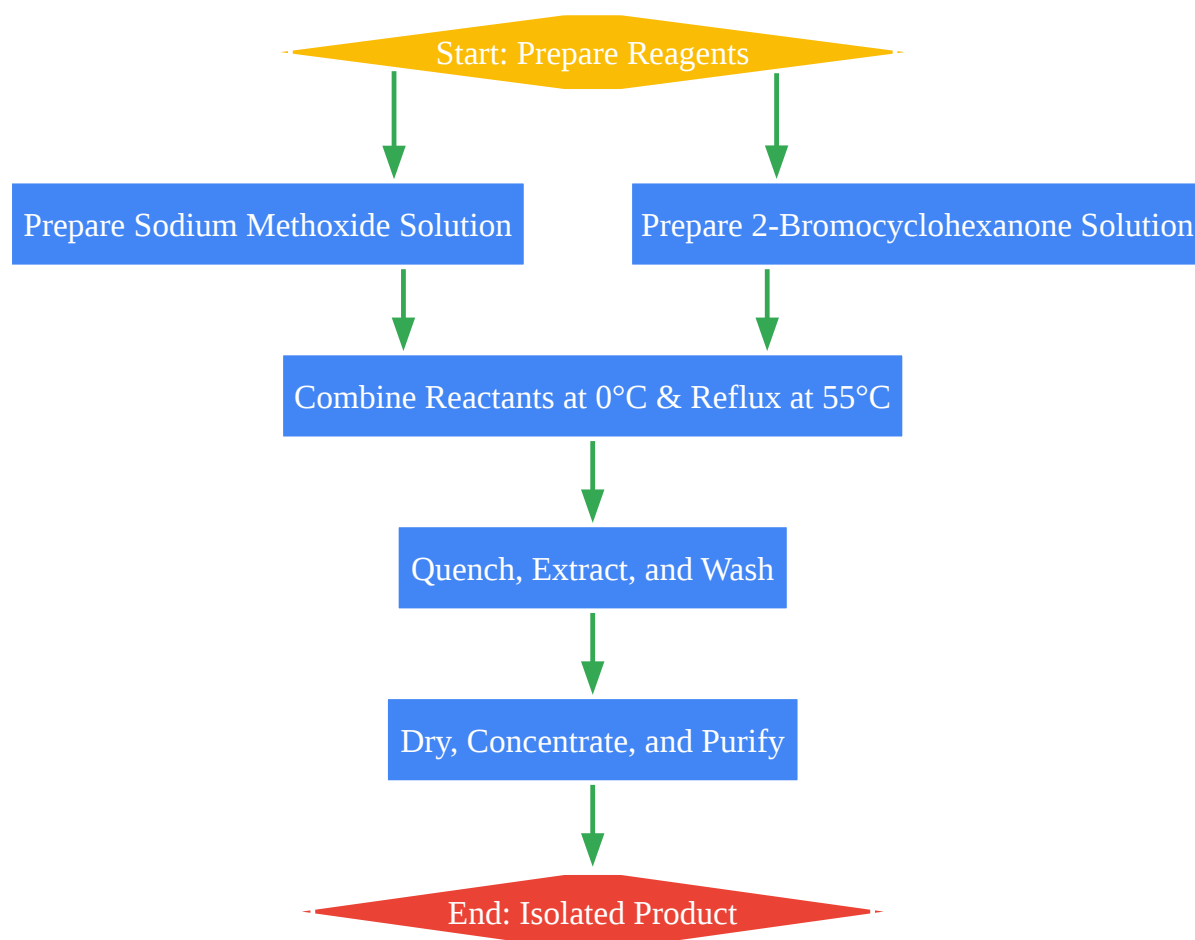 Start: Prepare Reagents
Prepare Sodium Methoxide Solution
Prepare 2-Bromocyclohexanone Solution
Combine Reactants at 0°C & Reflux at 55°C
Quench, Extract, and Wash
Dry, Concentrate, and Purify
End: Isolated Product